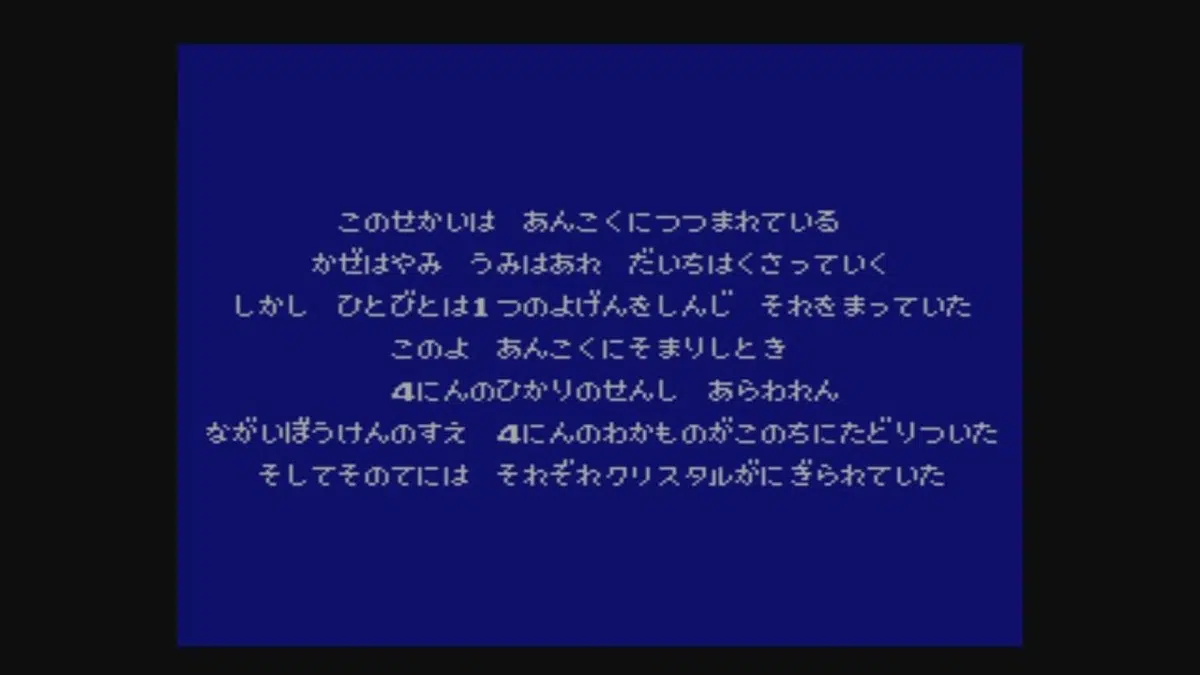 このせかいは　あんこくにつつまれている
かぜはやみ　うみはあれ　だいちはくさっていく
しかし　ひとびとは1つのよげんをしんじ　それをまっていた
このよ　あんこくにそまりしとき
4にんのひかりのせんし　あらわれん
ながいぼうけんのすえ　4にんのわかものがこのちにたどりついた
そしてそのてには　それぞれクリスタルがにぎられていた